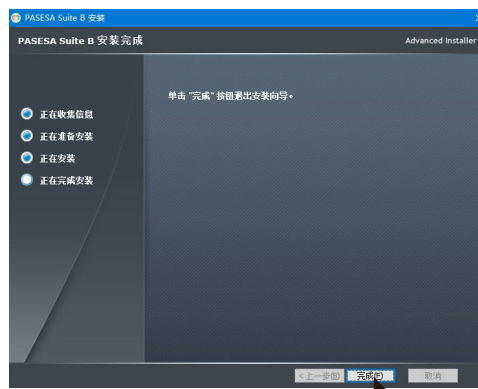 PASESA Suite B 安装
PASESA Suite B 安装完成
Advanced Installer
单击 "完成" 按钮退出安装向导。
正在收集信息
正在准备安装
正在安装
正在完成安装
<上一步(B) 完成(F) 取消